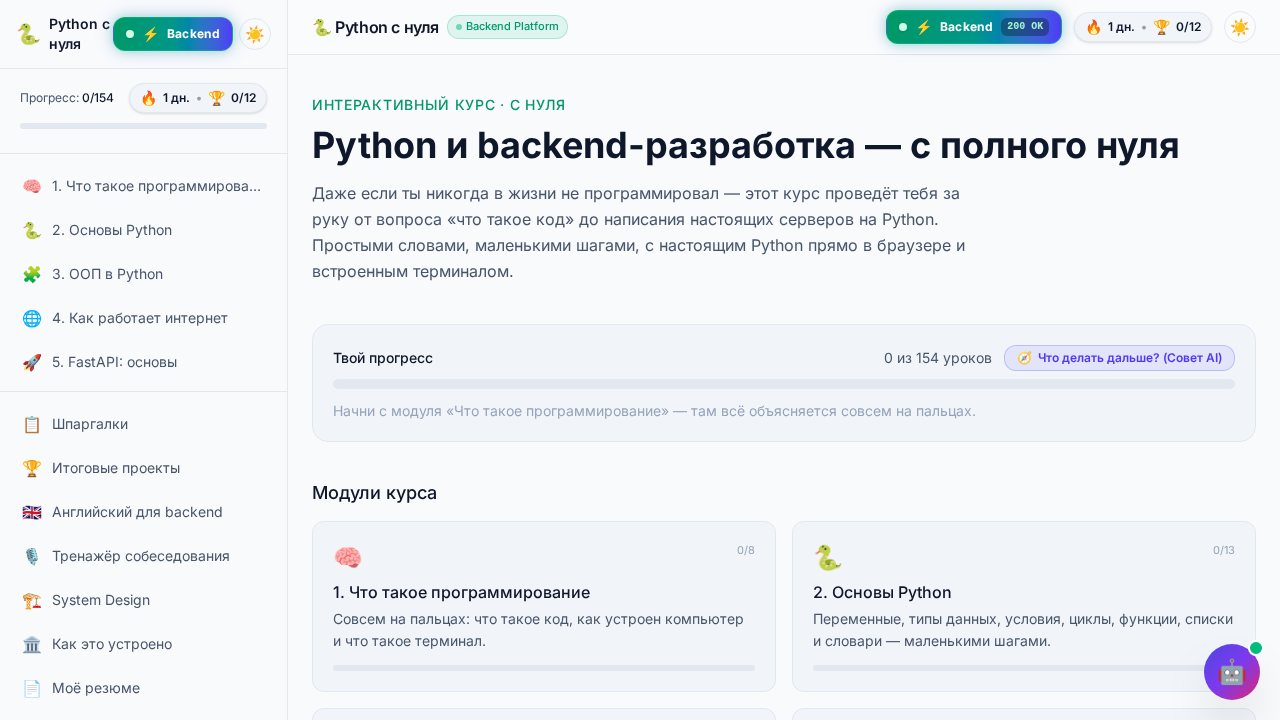 Python с
нуля
Backend
Прогресс: 0/154
1 дн. • 0/12
1. Что такое программирова...
2. Основы Python
3. ООП в Python
4. Как работает интернет
5. FastAPI: основы
Шпаргалки
Итоговые проекты
Английский для backend
Тренажёр собеседования
System Design
Как это устроено
Моё резюме
Python с нуля
Backend Platform
Backend 200 OK
1 дн. • 0/12
ИНТЕРАКТИВНЫЙ КУРС · С НУЛЯ
Python и backend-разработка — с полного нуля
Даже если ты никогда в жизни не программировал — этот курс проведёт тебя за
руку от вопроса «что такое код» до написания настоящих серверов на Python.
Простыми словами, маленькими шагами, с настоящим Python прямо в браузере и
встроенным терминалом.
Твой прогресс
0 из 154 уроков
Что делать дальше? (Совет AI)
Начни с модуля «Что такое программирование» — там всё объясняется совсем на пальцах.
Модули курса
0/8
1. Что такое программирование
Совсем на пальцах: что такое код, как устроен компьютер
и что такое терминал.
0/13
2. Основы Python
Переменные, типы данных, условия, циклы, функции, списки
и словари — маленькими шагами.